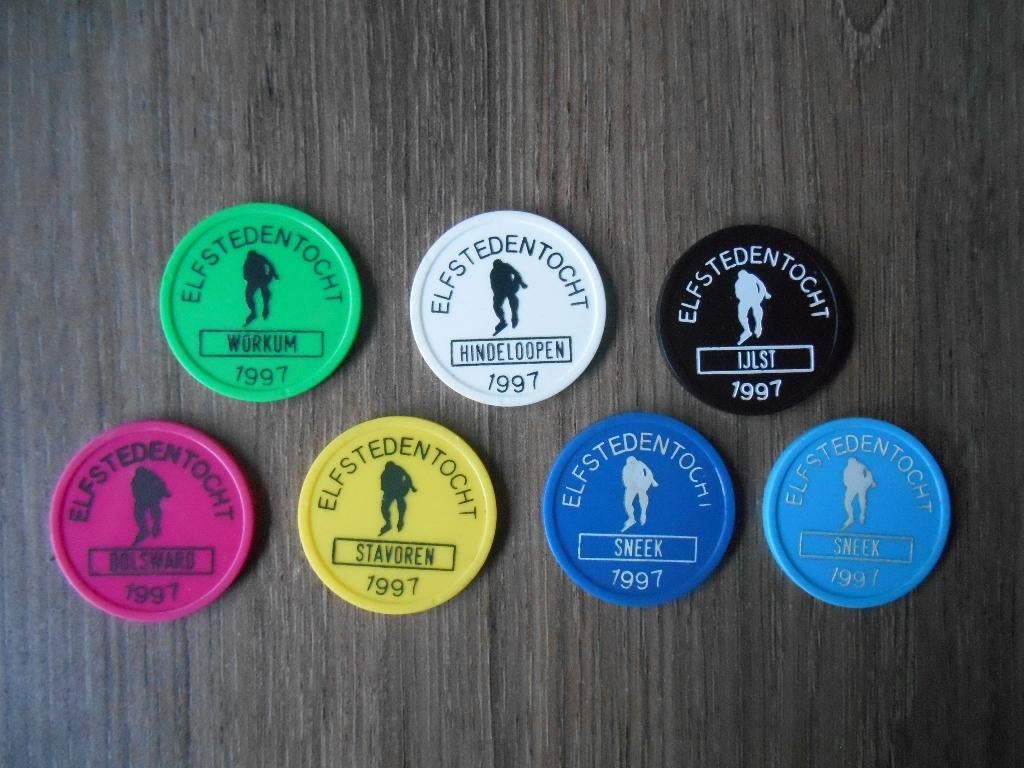 ELFSTEDENTOCHT
WORKUM
1997
ELFSTEDENTOCHT
HINDELOOPEN
1997
ELFSTEDENTOCHT
IJLST
1997
ELFSTEDENTOCHT
BOLSWARD
1997
ELFSTEDENTOCHT
STAVOREN
1997
ELFSTEDENTOCHT
SNEEK
1997
ELFSTEDENTOCHT
SNEEK
1997